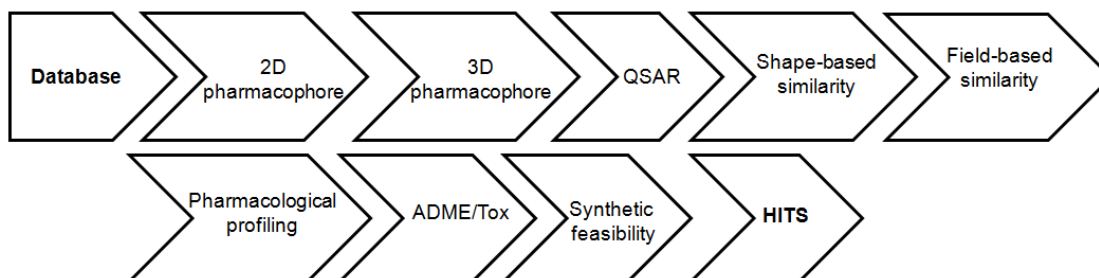 Database
2D
pharmacophore
3D
pharmacophore
QSAR
Shape-based
similarity
Field-based
similarity
Pharmacological
profiling
ADME/Tox
Synthetic
feasibility
HITS